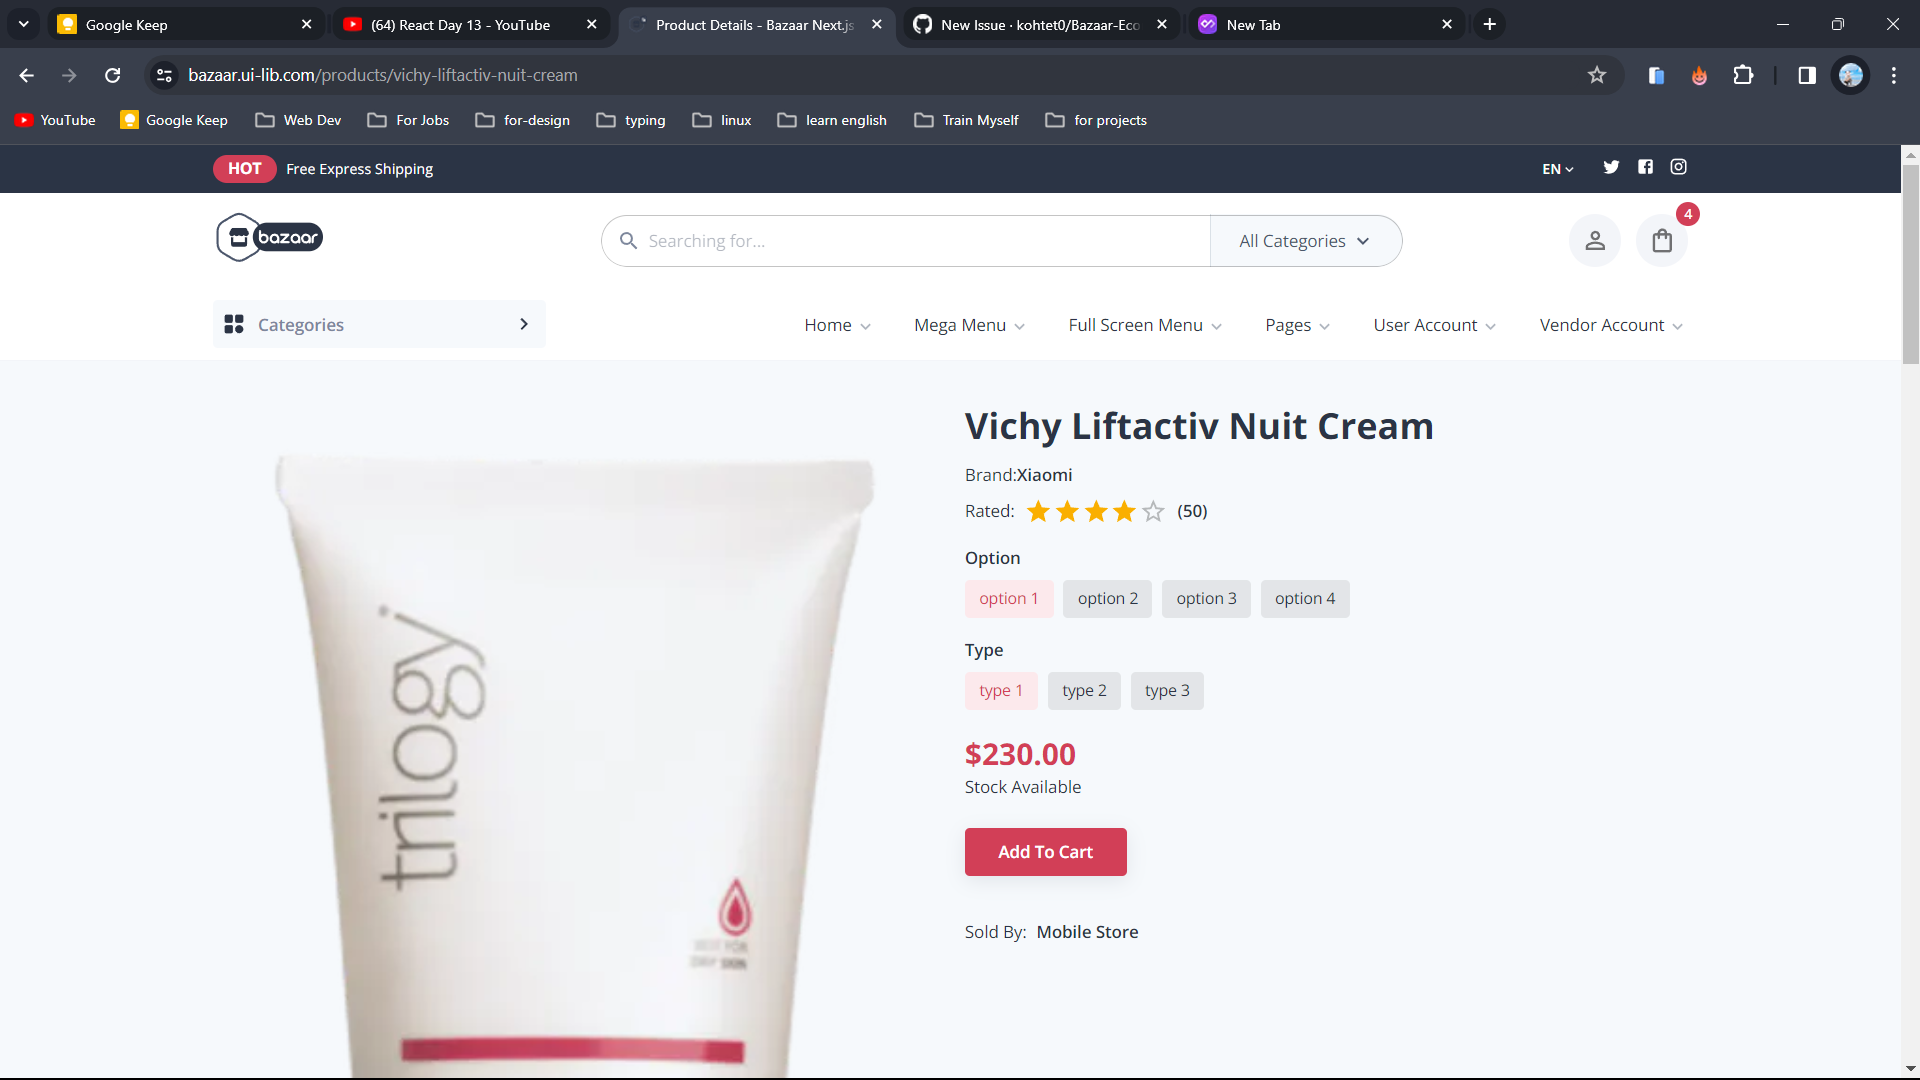 Google Keep
(64) React Day 13 - YouTube
Product Details - Bazaar Next.js
New Issue · kohtet0/Bazaar-Eco
New Tab
bazaar.ui-lib.com/products/vichy-liftactiv-nuit-cream
YouTube
Google Keep
Web Dev
For Jobs
for-design
typing
linux
learn english
Train Myself
for projects
HOT
Free Express Shipping
EN
bazaar
Searching for...
All Categories
4
Categories
Home
Mega Menu
Full Screen Menu
Pages
User Account
Vendor Account
Vichy Liftactiv Nuit Cream
Brand:Xiaomi
Rated: (50)
Option
option 1
option 2
option 3
option 4
Type
type 1
type 2
type 3
$230.00
Stock Available
Add To Cart
Sold By: Mobile Store
trilogy
BEST FOR
DRY SKIN